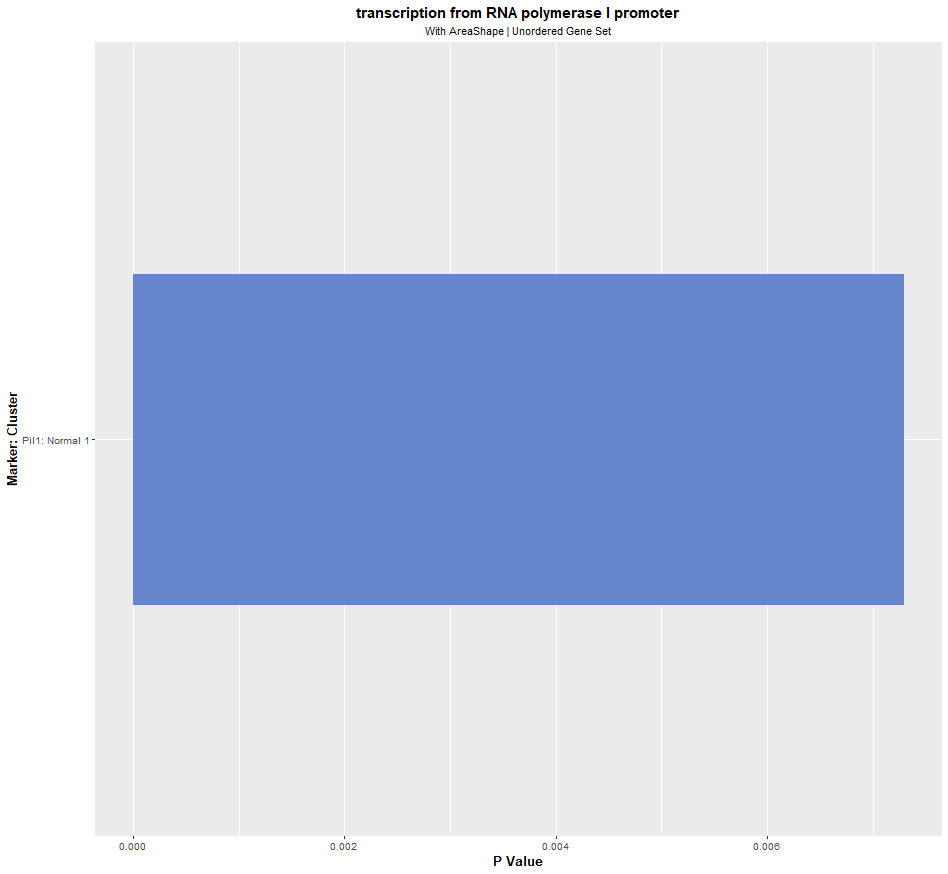 transcription from RNA polymerase I promoter
With AreaShape | Unordered Gene Set
Marker: Cluster
Pil1: Normal 1
0.000 0.002 0.004 0.006
P Value